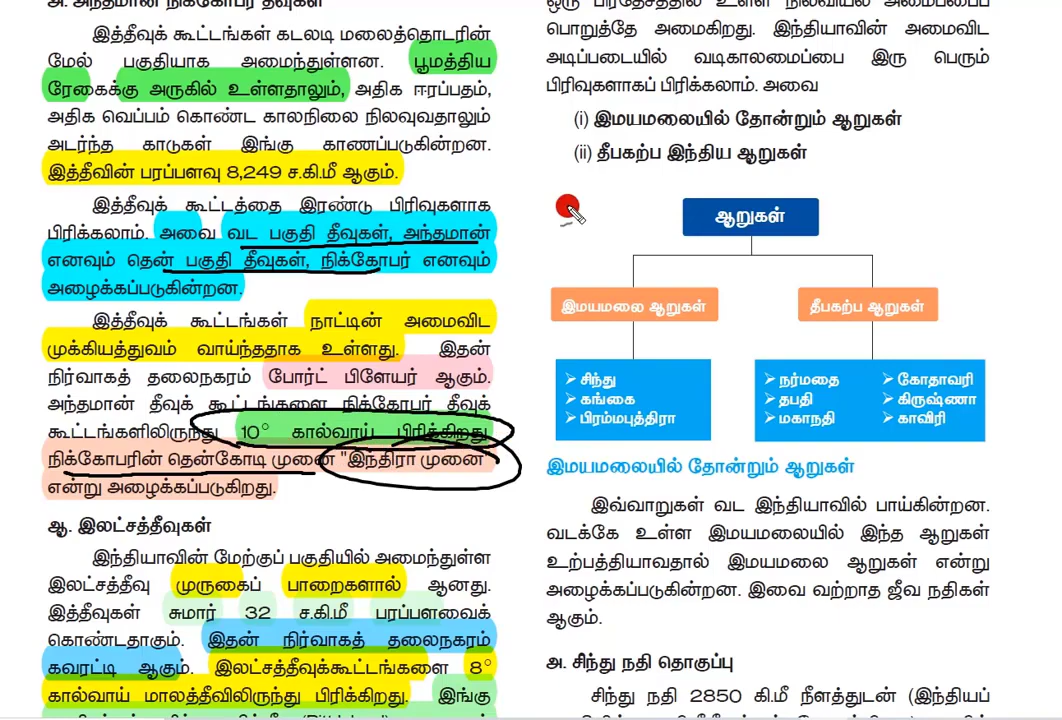 அ. அந்தமான் நிக்கோபர் தீவுகள்
இத்தீவுக் கூட்டங்கள் கடலடி மலைத்தொடரின்
மேல் பகுதியாக அமைந்துள்ளன. பூமத்திய
ரேகைக்கு அருகில் உள்ளதாலும், அதிக ஈரப்பதம்,
அதிக வெப்பம் கொண்ட காலநிலை நிலவுவதாலும்
அடர்ந்த காடுகள் இங்கு காணப்படுகின்றன.
இத்தீவின் பரப்பளவு 8,249 ச.கி.மீ ஆகும்.
இத்தீவுக் கூட்டத்தை இரண்டு பிரிவுகளாக
பிரிக்கலாம். அவை வட பகுதி தீவுகள், அந்தமான்
எனவும் தென் பகுதி தீவுகள், நிக்கோபர் எனவும்
அழைக்கப்படுகின்றன.
இத்தீவுக் கூட்டங்கள் நாட்டின் அமைவிட
முக்கியத்துவம் வாய்ந்ததாக உள்ளது. இதன்
நிர்வாகத் தலைநகரம் போர்ட் பிளேயர் ஆகும்.
அந்தமான் தீவுக் கூட்டங்களை நிக்கோபர் தீவுக்
கூட்டங்களிலிருந்து 10° கால்வாய் பிரிக்கிறது
நிக்கோபரின் தென்கோடி முனை "இந்திரா முனை"
என்று அழைக்கப்படுகிறது.
ஆ. இலட்சத்தீவுகள்
இந்தியாவின் மேற்குப் பகுதியில் அமைந்துள்ள
இலட்சத்தீவு முருகைப் பாறைகளால் ஆனது.
இத்தீவுகள் சுமார் 32 ச.கி.மீ பரப்பளவைக்
கொண்டதாகும். இதன் நிர்வாகத் தலைநகரம்
கவரட்டி ஆகும். இலட்சத்தீவுக்கூட்டங்களை 8°
கால்வாய் மாலத்தீவிலிருந்து பிரிக்கிறது. இங்கு
ஒரு பிரதேசத்தில் உள்ள நிலவியல் அமைப்பைப்
பொறுத்தே அமைகிறது. இந்தியாவின் அமைவிட
அடிப்படையில் வடிகாலமைப்பை இரு பெரும்
பிரிவுகளாகப் பிரிக்கலாம். அவை
(i) இமயமலையில் தோன்றும் ஆறுகள்
(ii) தீபகற்ப இந்திய ஆறுகள்
ஆறுகள்
இமயமலை ஆறுகள்
தீபகற்ப ஆறுகள்
➢ சிந்து
➢ கங்கை
➢ பிரம்மபுத்திரா
➢ நர்மதை ➢ கோதாவரி
➢ தபதி ➢ கிருஷ்ணா
➢ மகாநதி ➢ காவிரி
இமயமலையில் தோன்றும் ஆறுகள்
இவ்வாறுகள் வட இந்தியாவில் பாய்கின்றன.
வடக்கே உள்ள இமயமலையில் இந்த ஆறுகள்
உற்பத்தியாவதால் இமயமலை ஆறுகள் என்று
அழைக்கப்படுகின்றன. இவை வற்றாத ஜீவ நதிகள்
ஆகும்.
அ. சிந்து நதி தொகுப்பு
சிந்து நதி 2850 கி.மீ நீளத்துடன் (இந்தியப்